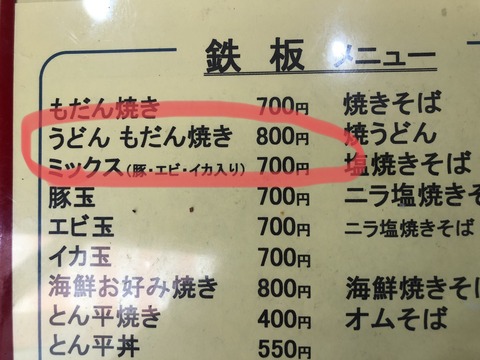 鉄板 メニュー
もだん焼き 700円
うどん もだん焼き 800円
ミックス(豚・エビ・イカ入り) 700円
豚玉 700円
エビ玉 700円
イカ玉 700円
海鮮お好み焼き 800円
とん平焼き 400円
とん平丼 550円
焼きそば
焼うどん
塩焼きそば
ニラ塩焼き
ニラ塩焼きそば
海鮮焼きそ
オムそば